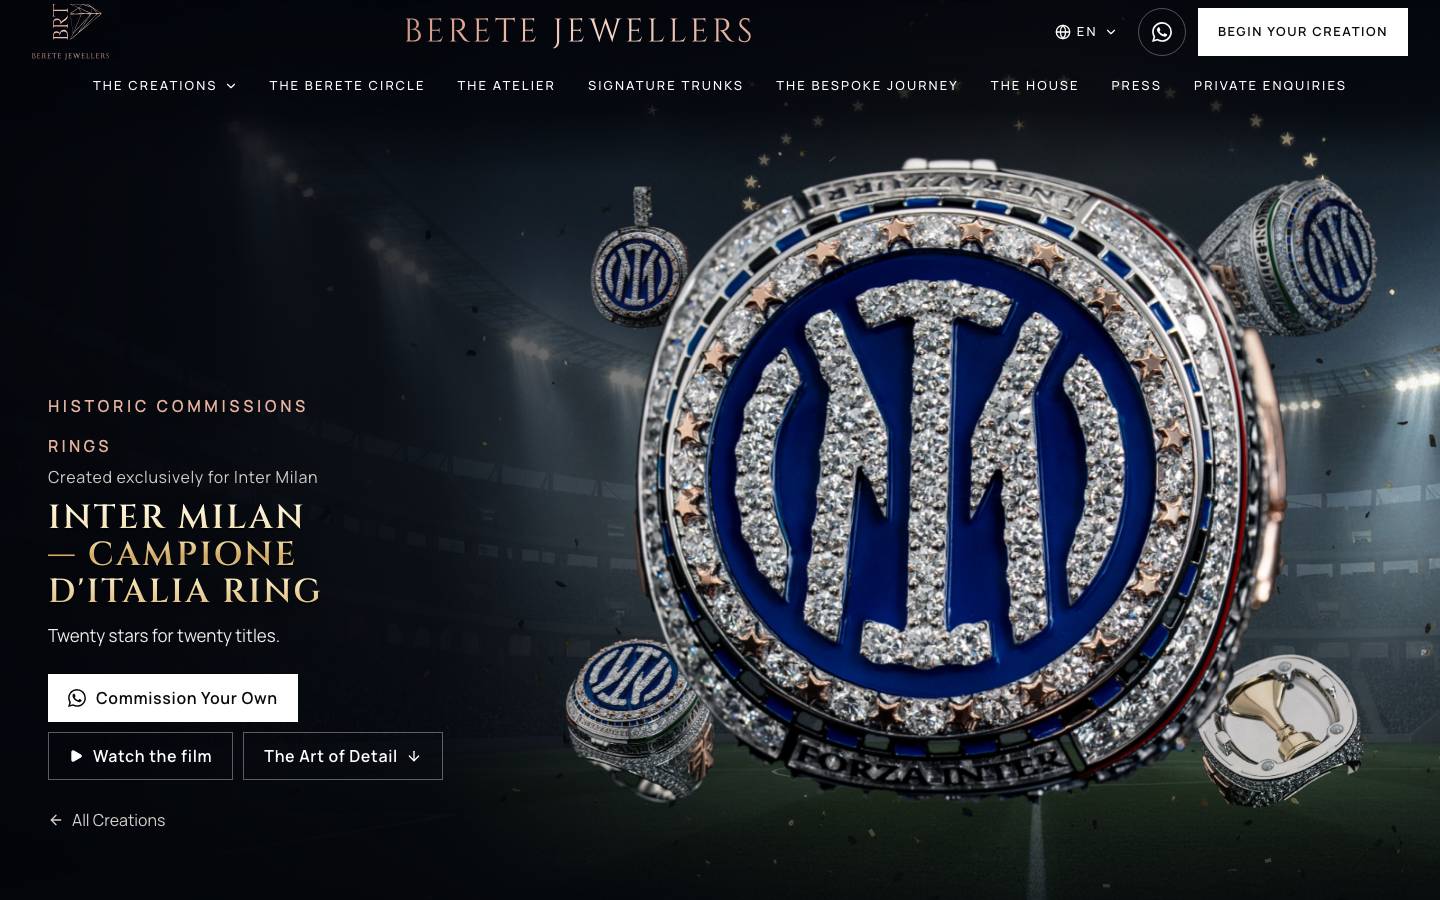 BRT
BERETE JEWELLERS
BERETE JEWELLERS
EN
BEGIN YOUR CREATION
THE CREATIONS
THE BERETE CIRCLE
THE ATELIER
SIGNATURE TRUNKS
THE BESPOKE JOURNEY
THE HOUSE
PRESS
PRIVATE ENQUIRIES
HISTORIC COMMISSIONS
RINGS
Created exclusively for Inter Milan
INTER MILAN
— CAMPIONE
D'ITALIA RING
Twenty stars for twenty titles.
Commission Your Own
Watch the film
The Art of Detail ↓
← All Creations
FORZA INTER